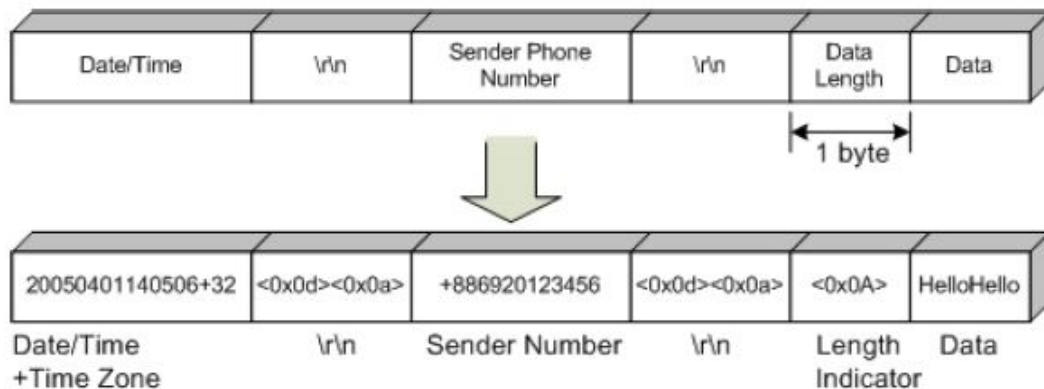 Date/Time \r\n Sender Phone Number \r\n Data Length Data
1 byte
20050401140506+32 <0x0d><0x0a> +886920123456 <0x0d><0x0a> <0x0A> HelloHello
Date/Time +Time Zone \r\n Sender Number \r\n Length Indicator Data